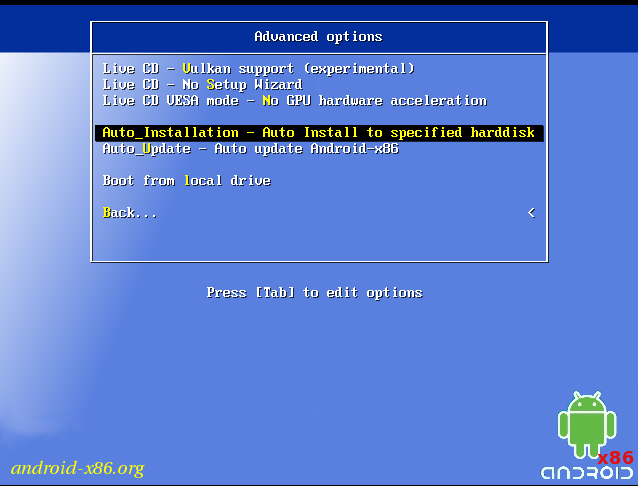 Advanced options
Live CD - Vulkan support (experimental)
Live CD - No Setup Wizard
Live CD VESA mode - No GPU hardware acceleration
Auto_Installation - Auto Install to specified harddisk
Auto_Update - Auto update Android-x86
Boot from local drive
Back... <
Press [Tab] to edit options
x86
android-x86.org
ANDROID